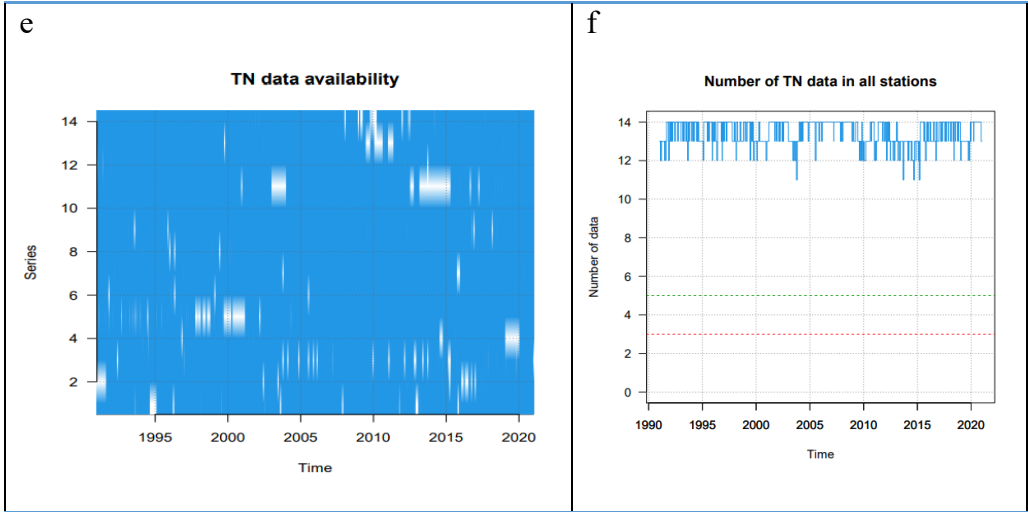 e
TN data availability
14
12
10
8
6
4
2
Series
1995 2000 2005 2010 2015 2020
Time
f
Number of TN data in all stations
14
12
10
8
6
4
2
0
Number of data
1990 1995 2000 2005 2010 2015 2020
Time